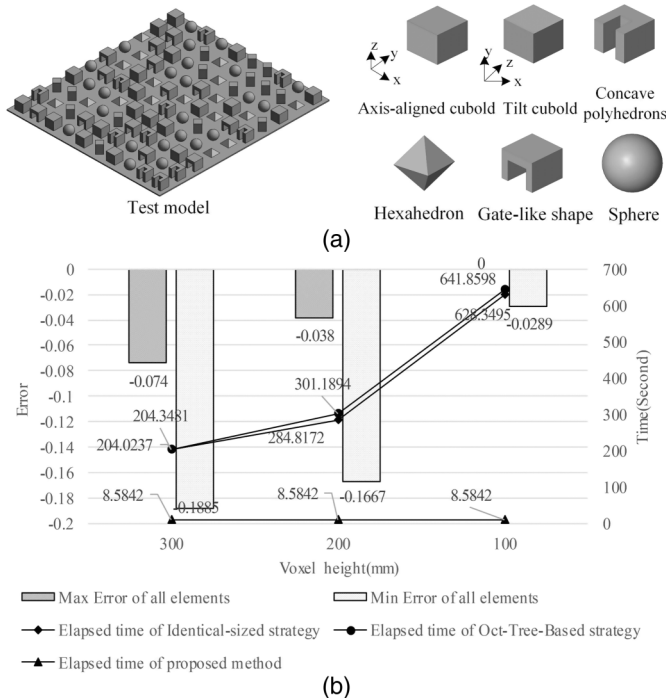 z
y
x
y
z
x
Axis-aligned cubold
Tilt cubold
Concave
polyhedrons
Test model
Hexahedron
Gate-like shape
Sphere
(a)
0
-0.02
-0.04
-0.06
-0.08
-0.1
-0.12
-0.14
-0.16
-0.18
-0.2
Error
0
641.8598
628.3495
-0.0289
-0.038
-0.074
301.1894
204.3481
204.0237
284.8172
8.5842
-0.1885
8.5842
-0.1667
8.5842
700
600
500
400
300
200
100
0
Time(Second)
300
200
100
Voxel height(mm)
Max Error of all elements
Min Error of all elements
Elapsed time of Identical-sized strategy
Elapsed time of Oct-Tree-Based strategy
Elapsed time of proposed method
(b)